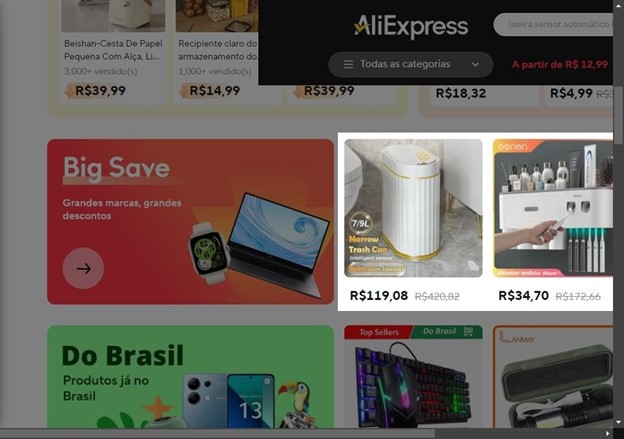 AliExpress
lixeira sensor automático
Todas as categorias
A partir de R$ 12,99
Beishan-Cesta De Papel
Pequena Com Alça, Li...
3,000+ vendido(s)
R$39,99
Recipiente claro do
armazenamento do...
1,000+ vendido(s)
R$14,99
R$39,99
R$18,32
R$4,99
Big Save
Grandes marcas, grandes
descontos
7/9L
Narrow
Trash Can
Intelligent sensor
Bathroom Special
R$119,08 R$420,82
R$34,70 R$172,66
Do Brasil
Produtos já no
Brasil
13
Top Sellers
Do Brasil
LANMAY